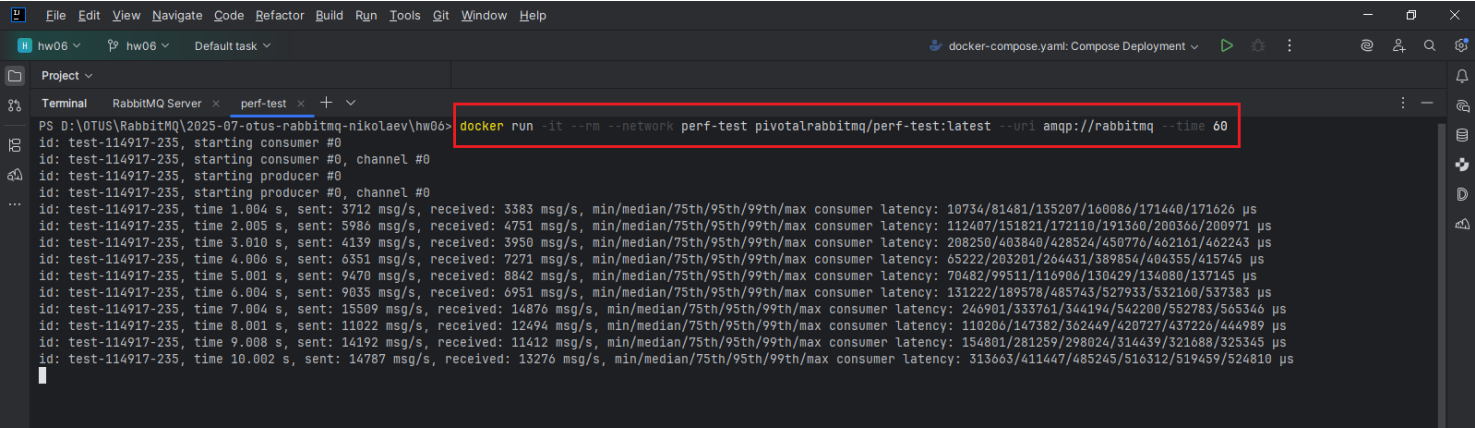 File Edit View Navigate Code Refactor Build Run Tools Git Window Help
H hw06 hw06 Default task docker-compose.yaml: Compose Deployment
Project
Terminal RabbitMQ Server × perf-test ×
PS D:\OTUS\RabbitMQ\2025-07-otus-rabbitmq-nikolaev\hw06> docker run -it --rm --network perf-test pivotalrabbitmq/perf-test:latest --uri amqp://rabbitmq --time 60
id: test-114917-235, starting consumer #0
id: test-114917-235, starting consumer #0, channel #0
id: test-114917-235, starting producer #0
id: test-114917-235, starting producer #0, channel #0
id: test-114917-235, time 1.004 s, sent: 3712 msg/s, received: 3383 msg/s, min/median/75th/95th/99th/max consumer latency: 10734/81481/135207/160086/171440/171626 µs
id: test-114917-235, time 2.005 s, sent: 5986 msg/s, received: 4751 msg/s, min/median/75th/95th/99th/max consumer latency: 112407/151821/172110/191360/200366/200971 µs
id: test-114917-235, time 3.010 s, sent: 4139 msg/s, received: 3950 msg/s, min/median/75th/95th/99th/max consumer latency: 208250/403840/428524/450776/462161/462243 µs
id: test-114917-235, time 4.006 s, sent: 6351 msg/s, received: 7271 msg/s, min/median/75th/95th/99th/max consumer latency: 65222/203201/264431/389854/404355/415745 µs
id: test-114917-235, time 5.001 s, sent: 9470 msg/s, received: 8842 msg/s, min/median/75th/95th/99th/max consumer latency: 70482/99511/116906/130429/134080/137145 µs
id: test-114917-235, time 6.004 s, sent: 9035 msg/s, received: 6951 msg/s, min/median/75th/95th/99th/max consumer latency: 131222/189578/485743/527933/532160/537383 µs
id: test-114917-235, time 7.004 s, sent: 15509 msg/s, received: 14876 msg/s, min/median/75th/95th/99th/max consumer latency: 246901/333761/344194/542200/552783/565346 µs
id: test-114917-235, time 8.001 s, sent: 11022 msg/s, received: 12494 msg/s, min/median/75th/95th/99th/max consumer latency: 110206/147382/362449/420727/437226/444989 µs
id: test-114917-235, time 9.008 s, sent: 14192 msg/s, received: 11412 msg/s, min/median/75th/95th/99th/max consumer latency: 154801/281259/298024/314439/321688/325345 µs
id: test-114917-235, time 10.002 s, sent: 14787 msg/s, received: 13276 msg/s, min/median/75th/95th/99th/max consumer latency: 313663/411447/485245/516312/519459/524810 µs